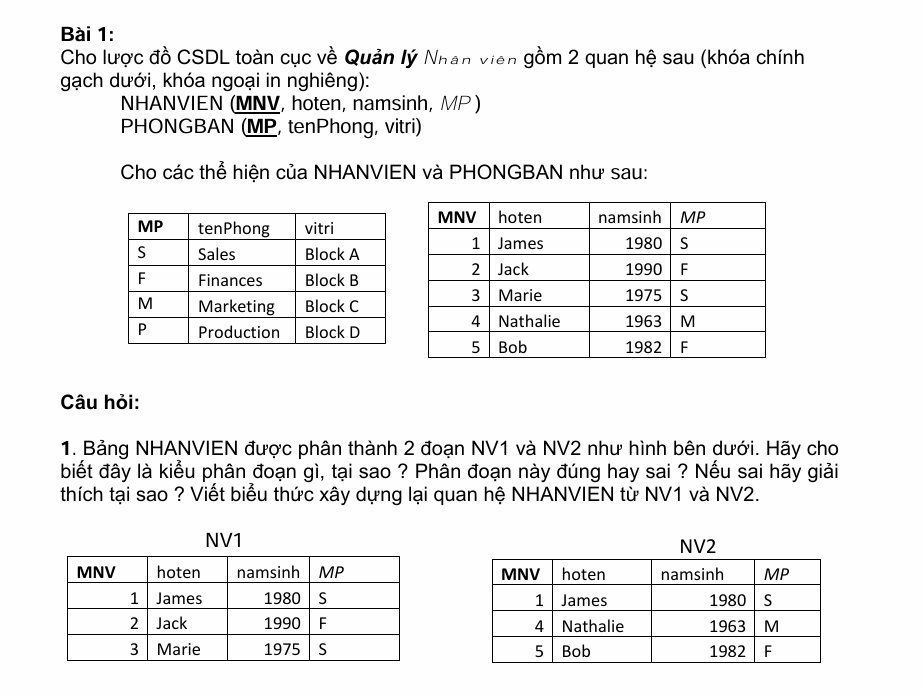 Bài 1:
Cho lược đồ CSDL toàn cục về Quản lý Nhân viên gồm 2 quan hệ sau (khóa chính
gạch dưới, khóa ngoại in nghiêng):
NHANVIEN (MNV, hoten, namsinh, MP)
PHONGBAN (MP, tenPhong, vitri)
Cho các thể hiện của NHANVIEN và PHONGBAN như sau:
MP tenPhong vitri
S Sales Block A
F Finances Block B
M Marketing Block C
P Production Block D
MNV hoten namsinh MP
1 James 1980 S
2 Jack 1990 F
3 Marie 1975 S
4 Nathalie 1963 M
5 Bob 1982 F
Câu hỏi:
1. Bảng NHANVIEN được phân thành 2 đoạn NV1 và NV2 như hình bên dưới. Hãy cho
biết đây là kiểu phân đoạn gì, tại sao ? Phân đoạn này đúng hay sai ? Nếu sai hãy giải
thích tại sao ? Viết biểu thức xây dựng lại quan hệ NHANVIEN từ NV1 và NV2.
NV1
MNV hoten namsinh MP
1 James 1980 S
2 Jack 1990 F
3 Marie 1975 S
NV2
MNV hoten namsinh MP
1 James 1980 S
4 Nathalie 1963 M
5 Bob 1982 F